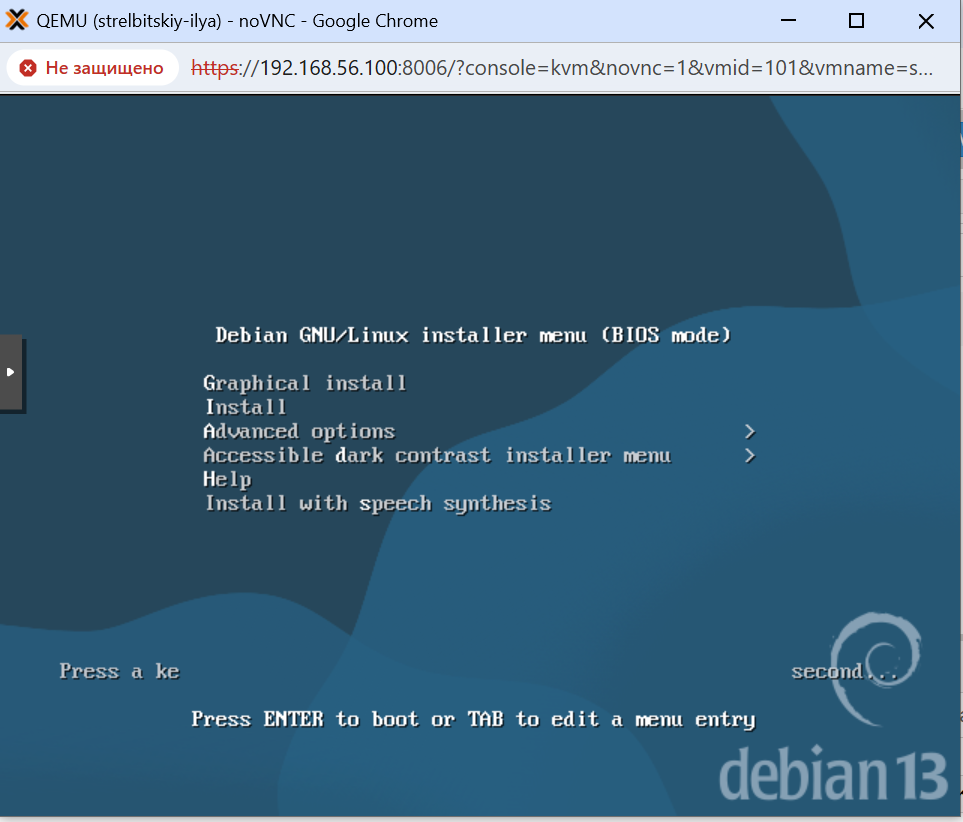 QEMU (strelbitskiy-ilya) - noVNC - Google Chrome
Не защищено https://192.168.56.100:8006/?console=kvm&novnc=1&vmid=101&vmname=s...
Debian GNU/Linux installer menu (BIOS mode)
Graphical install
Install
Advanced options >
Accessible dark contrast installer menu >
Help
Install with speech synthesis
Press a ke second...
Press ENTER to boot or TAB to edit a menu entry
debian 13